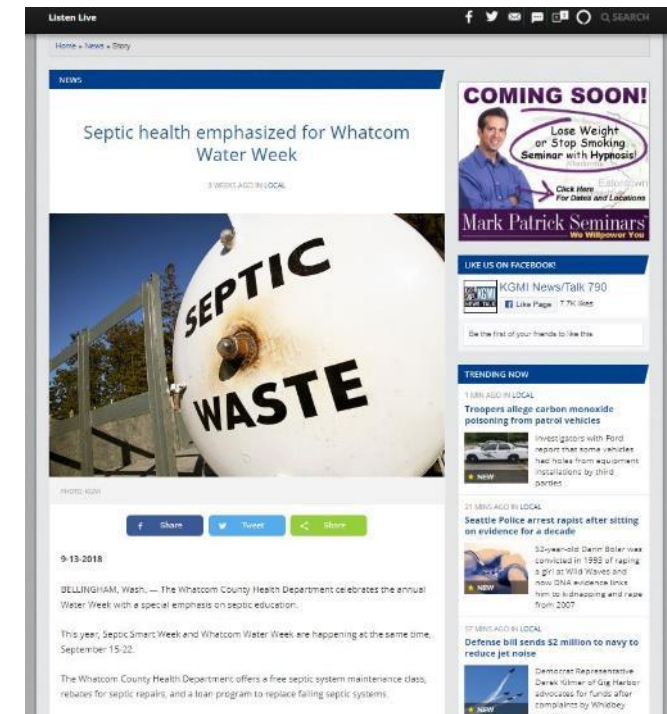 Listen Live
SEARCH
Home » News » Story
NEWS
Septic health emphasized for Whatcom
Water Week
3 WEEKS AGO IN LOCAL
SEPTIC
WASTE
PHOTO: KGMI
Share
Tweet
Share
9-13-2018
BELLINGHAM, Wash. — The Whatcom County Health Department celebrates the annual
Water Week with a special emphasis on septic education.
This year, Septic Smart Week and Whatcom Water Week are happening at the same time,
September 15-22.
The Whatcom County Health Department offers a free septic system maintenance class,
rebates for septic repairs, and a loan program to replace failing septic systems.
COMING SOON!
Lose Weight
or Stop Smoking
Seminar with Hypnosis!
Click Here
For Dates and Locations
Mark Patrick Seminars
We Willpower You
LIKE US ON FACEBOOK!
KGMI
NEWS TALK
KGMI News/Talk 790
Like Page
7.7K likes
Be the first of your friends to like this
TRENDING NOW
1 MIN AGO IN LOCAL
Troopers allege carbon monoxide
poisoning from patrol vehicles
NEW
Investigators with Ford
report that some vehicles
had holes from equipment
installations by third
parties
21 MINS AGO IN LOCAL
Seattle Police arrest rapist after sitting
on evidence for a decade
NEW
52-year-old Darin Bolar was
convicted in 1993 of raping
a girl at Wild Waves and
now DNA evidence links
him to kidnapping and rape
from 2007
37 MINS AGO IN LOCAL
Defense bill sends $2 million to navy to
reduce jet noise
NEW
Democrat Representative
Derek Kilmer of Gig Harbor
advocates for funds after
complaints by Whidbey